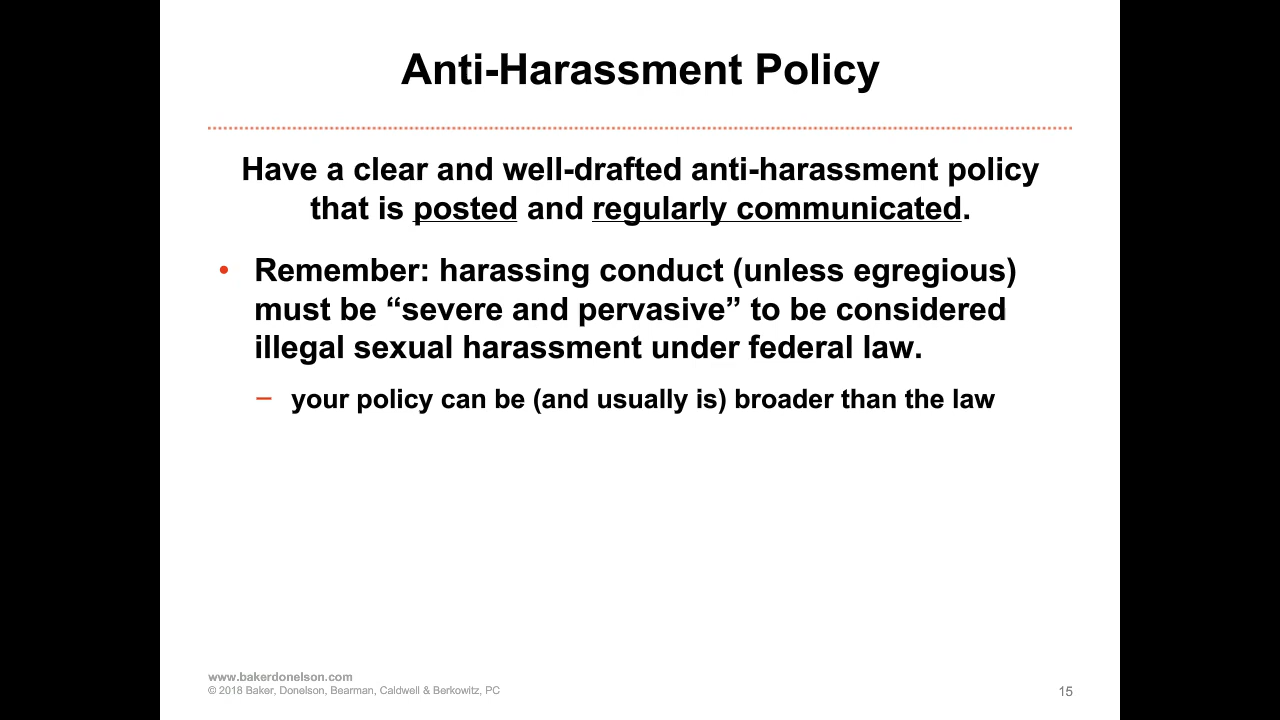 Anti-Harassment Policy
Have a clear and well-drafted anti-harassment policy
that is posted and regularly communicated.
• Remember: harassing conduct (unless egregious)
must be “severe and pervasive” to be considered
illegal sexual harassment under federal law.
– your policy can be (and usually is) broader than the law
www.bakerdonelson.com
© 2018 Baker, Donelson, Bearman, Caldwell & Berkowitz, PC
15